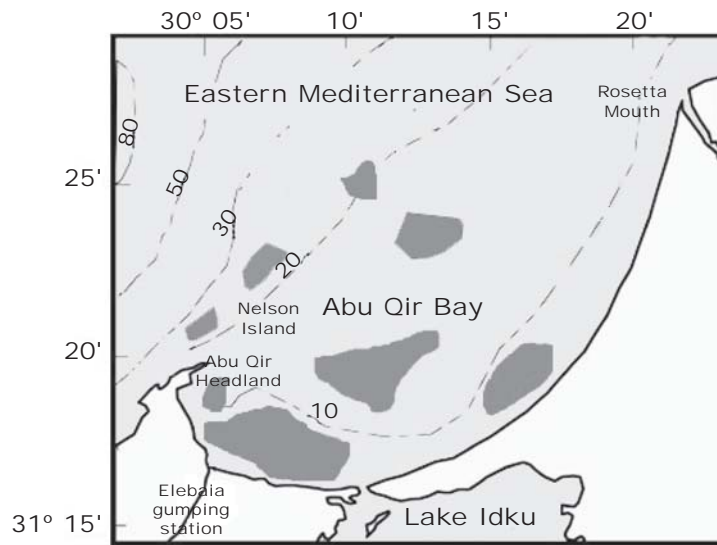 30º 05'
10'
15'
20'
Eastern Mediterranean Sea
Rosetta
Mouth
80
50
25'
30
20
Nelson
Island
Abu Qir Bay
20'
Abu Qir
Headland
10
Elebaia
gumping
station
Lake Idku
31º 15'